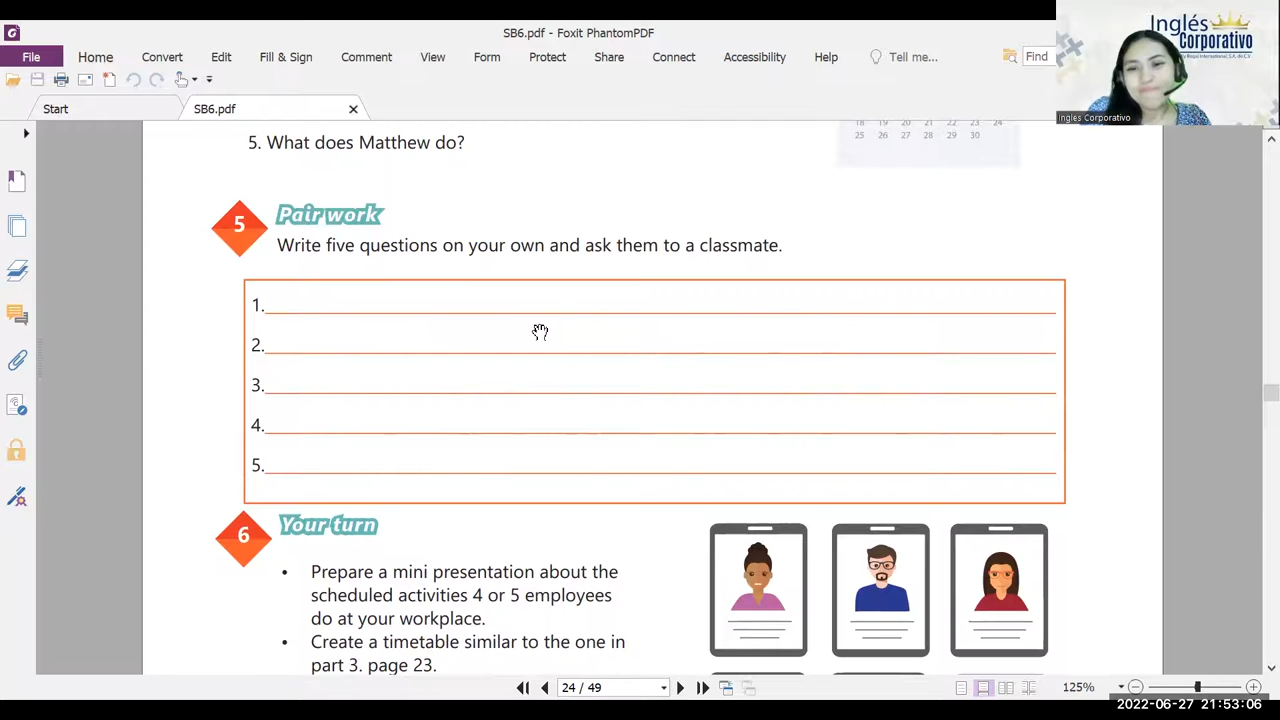 SB6.pdf - Foxit PhantomPDF
File Home Convert Edit Fill & Sign Comment View Form Protect Share Connect Accessibility Help Tell me... Find
Start SB6.pdf
Inglés
Corporativo
Ingles Corporativo
18 19 20 21 22 23 24
25 26 27 28 29 30
5. What does Matthew do?
5 Pair work
Write five questions on your own and ask them to a classmate.
1.
2.
3.
4.
5.
6 Your turn
• Prepare a mini presentation about the
scheduled activities 4 or 5 employees
do at your workplace.
• Create a timetable similar to the one in
part 3. page 23.
24 / 49
125%
2022-06-27 21:53:06